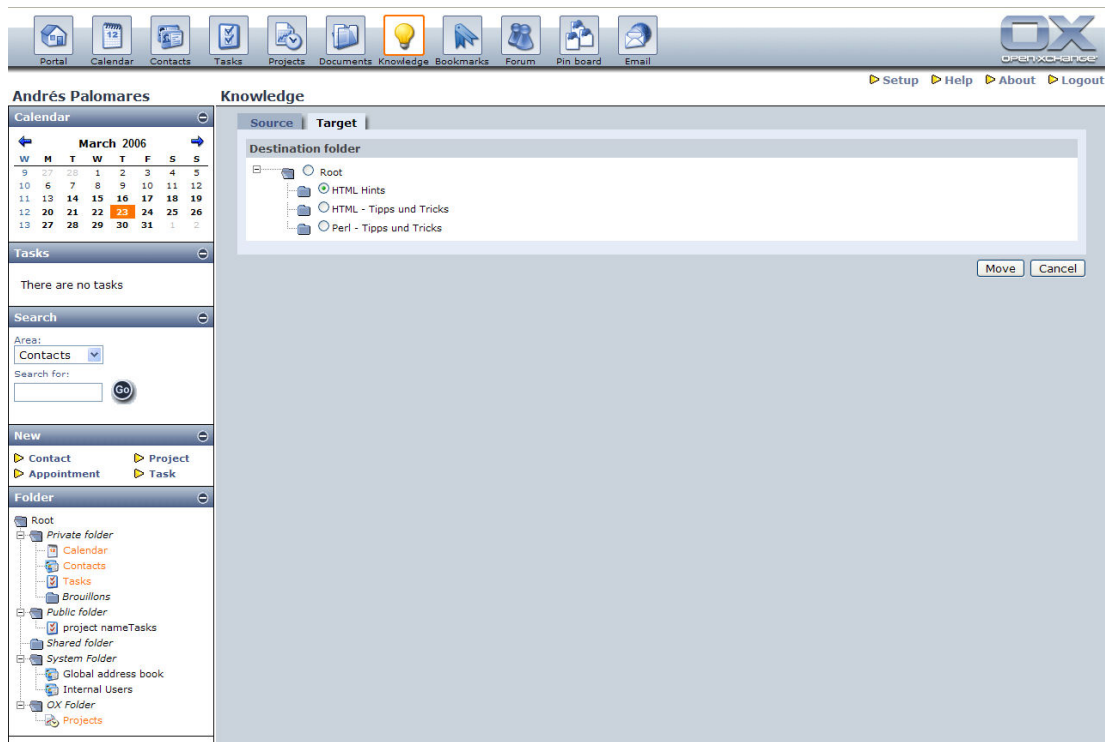 12
Portal Calendar Contacts Tasks Projects Documents Knowledge Bookmarks Forum Pin board Email
OX
OPEN-XCHANGE
Setup Help About Logout
Andrés Palomares
Knowledge
Calendar
March 2006
W M T W T F S S
9 27 28 1 2 3 4 5
10 6 7 8 9 10 11 12
11 13 14 15 16 17 18 19
12 20 21 22 23 24 25 26
13 27 28 29 30 31 1 2
Tasks
There are no tasks
Search
Area:
Contacts
Search for:
Go
New
Contact Project
Appointment Task
Folder
Root
Private folder
Calendar
Contacts
Tasks
Brouillons
Public folder
project nameTasks
Shared folder
System Folder
Global address book
Internal Users
OX Folder
Projects
Source Target
Destination folder
Root
HTML Hints
HTML - Tipps und Tricks
Perl - Tipps und Tricks
Move Cancel